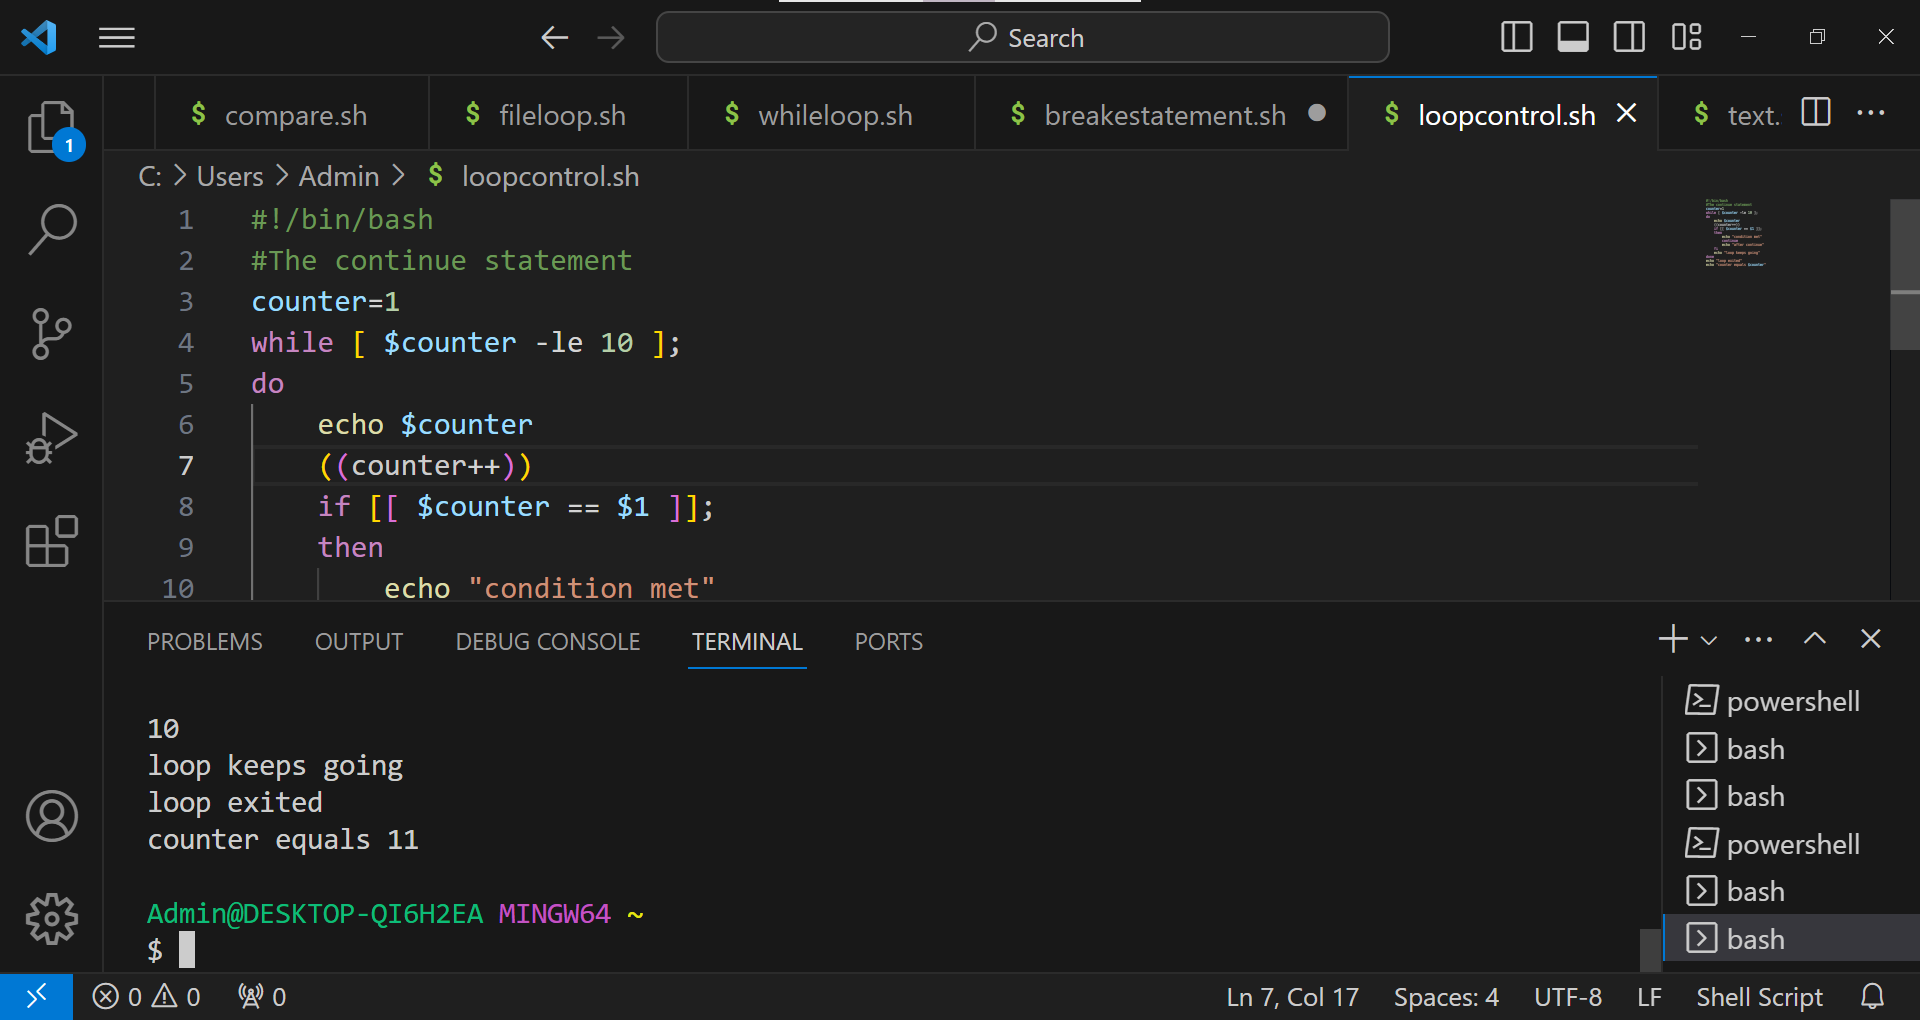 Search
$ compare.sh $ fileloop.sh $ whileloop.sh $ breakestatement.sh $ loopcontrol.sh $ text.
1
C: > Users > Admin > $ loopcontrol.sh
1 #!/bin/bash
2 #The continue statement
3 counter=1
4 while [ $counter -le 10 ];
5 do
6 echo $counter
7 ((counter++))
8 if [[ $counter == $1 ]];
9 then
10 echo "condition met"
PROBLEMS OUTPUT DEBUG CONSOLE TERMINAL PORTS
10
loop keeps going
loop exited
counter equals 11
Admin@DESKTOP-QI6H2EA MINGW64 ~
$
powershell
bash
bash
powershell
bash
bash
0 0 0 Ln 7, Col 17 Spaces: 4 UTF-8 LF Shell Script